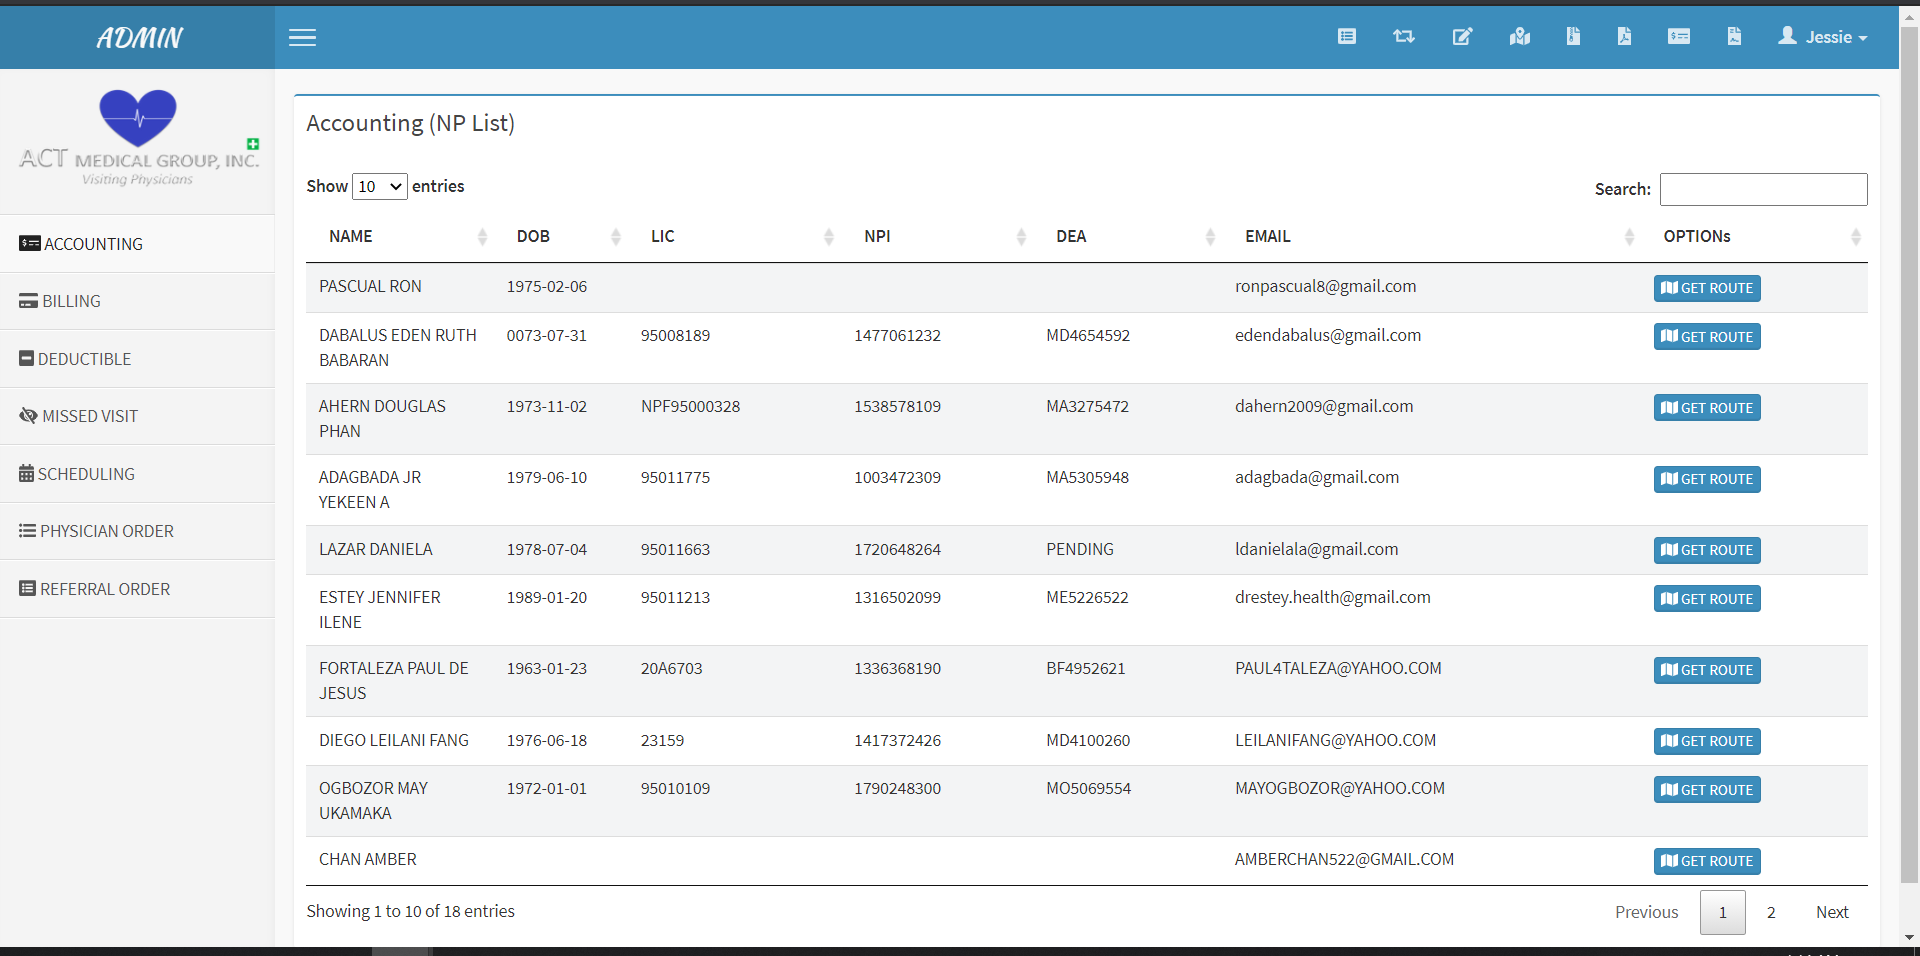 ADMIN
Jessie
ACT MEDICAL GROUP, INC.
Visiting Physicians
ACCOUNTING
BILLING
DEDUCTIBLE
MISSED VISIT
SCHEDULING
PHYSICIAN ORDER
REFERRAL ORDER
Accounting (NP List)
Show 10 entries
Search:
NAME DOB LIC NPI DEA EMAIL OPTIONs
PASCUAL RON 1975-02-06 ronpascual8@gmail.com GET ROUTE
DABALUS EDEN RUTH 0073-07-31 95008189 1477061232 MD4654592 edendabalus@gmail.com GET ROUTE
BABARAN
AHERN DOUGLAS 1973-11-02 NPF95000328 1538578109 MA3275472 dahern2009@gmail.com GET ROUTE
PHAN
ADAGBADA JR 1979-06-10 95011775 1003472309 MA5305948 adagbada@gmail.com GET ROUTE
YEKEEN A
LAZAR DANIELA 1978-07-04 95011663 1720648264 PENDING ldanielala@gmail.com GET ROUTE
ESTEY JENNIFER 1989-01-20 95011213 1316502099 ME5226522 drestey.health@gmail.com GET ROUTE
ILENE
FORTALEZA PAUL DE 1963-01-23 20A6703 1336368190 BF4952621 PAUL4TALEZA@YAHOO.COM GET ROUTE
JESUS
DIEGO LEILANI FANG 1976-06-18 23159 1417372426 MD4100260 LEILANIFANG@YAHOO.COM GET ROUTE
OGBOZOR MAY 1972-01-01 95010109 1790248300 MO5069554 MAYOGBOZOR@YAHOO.COM GET ROUTE
UKAMAKA
CHAN AMBER AMBERCHAN522@GMAIL.COM GET ROUTE
Showing 1 to 10 of 18 entries
Previous 1 2 Next